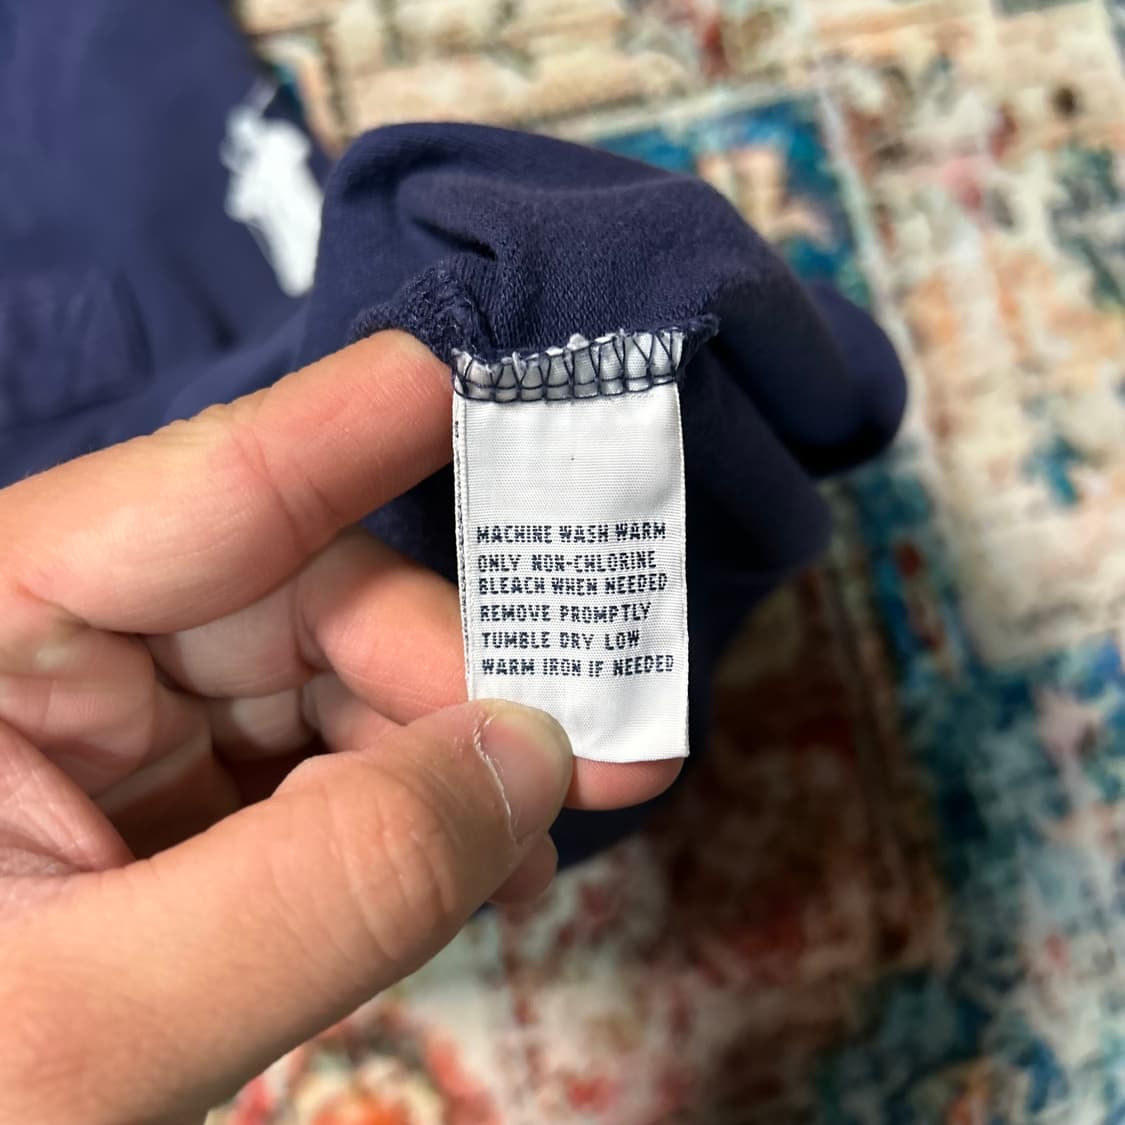 MACHINE WASH WARM
ONLY NON-CHLORINE
BLEACH WHEN NEEDED
REMOVE PROMPTLY
TUMBLE DRY LOW
WARM IRON IF NEEDED